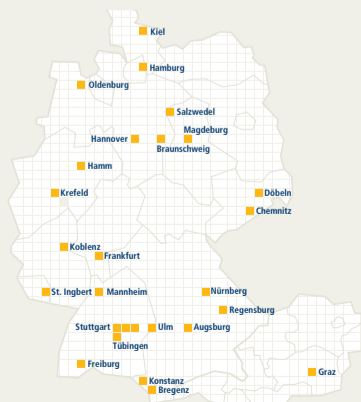 Kiel
Hamburg
Oldenburg
Salzwedel
Magdeburg
Hannover
Braunschweig
Hamm
Krefeld
Döbeln
Chemnitz
Koblenz
Frankfurt
St. Ingbert
Mannheim
Nürnberg
Regensburg
Stuttgart
Ulm
Augsburg
Tübingen
Freiburg
Graz
Konstanz
Bregenz